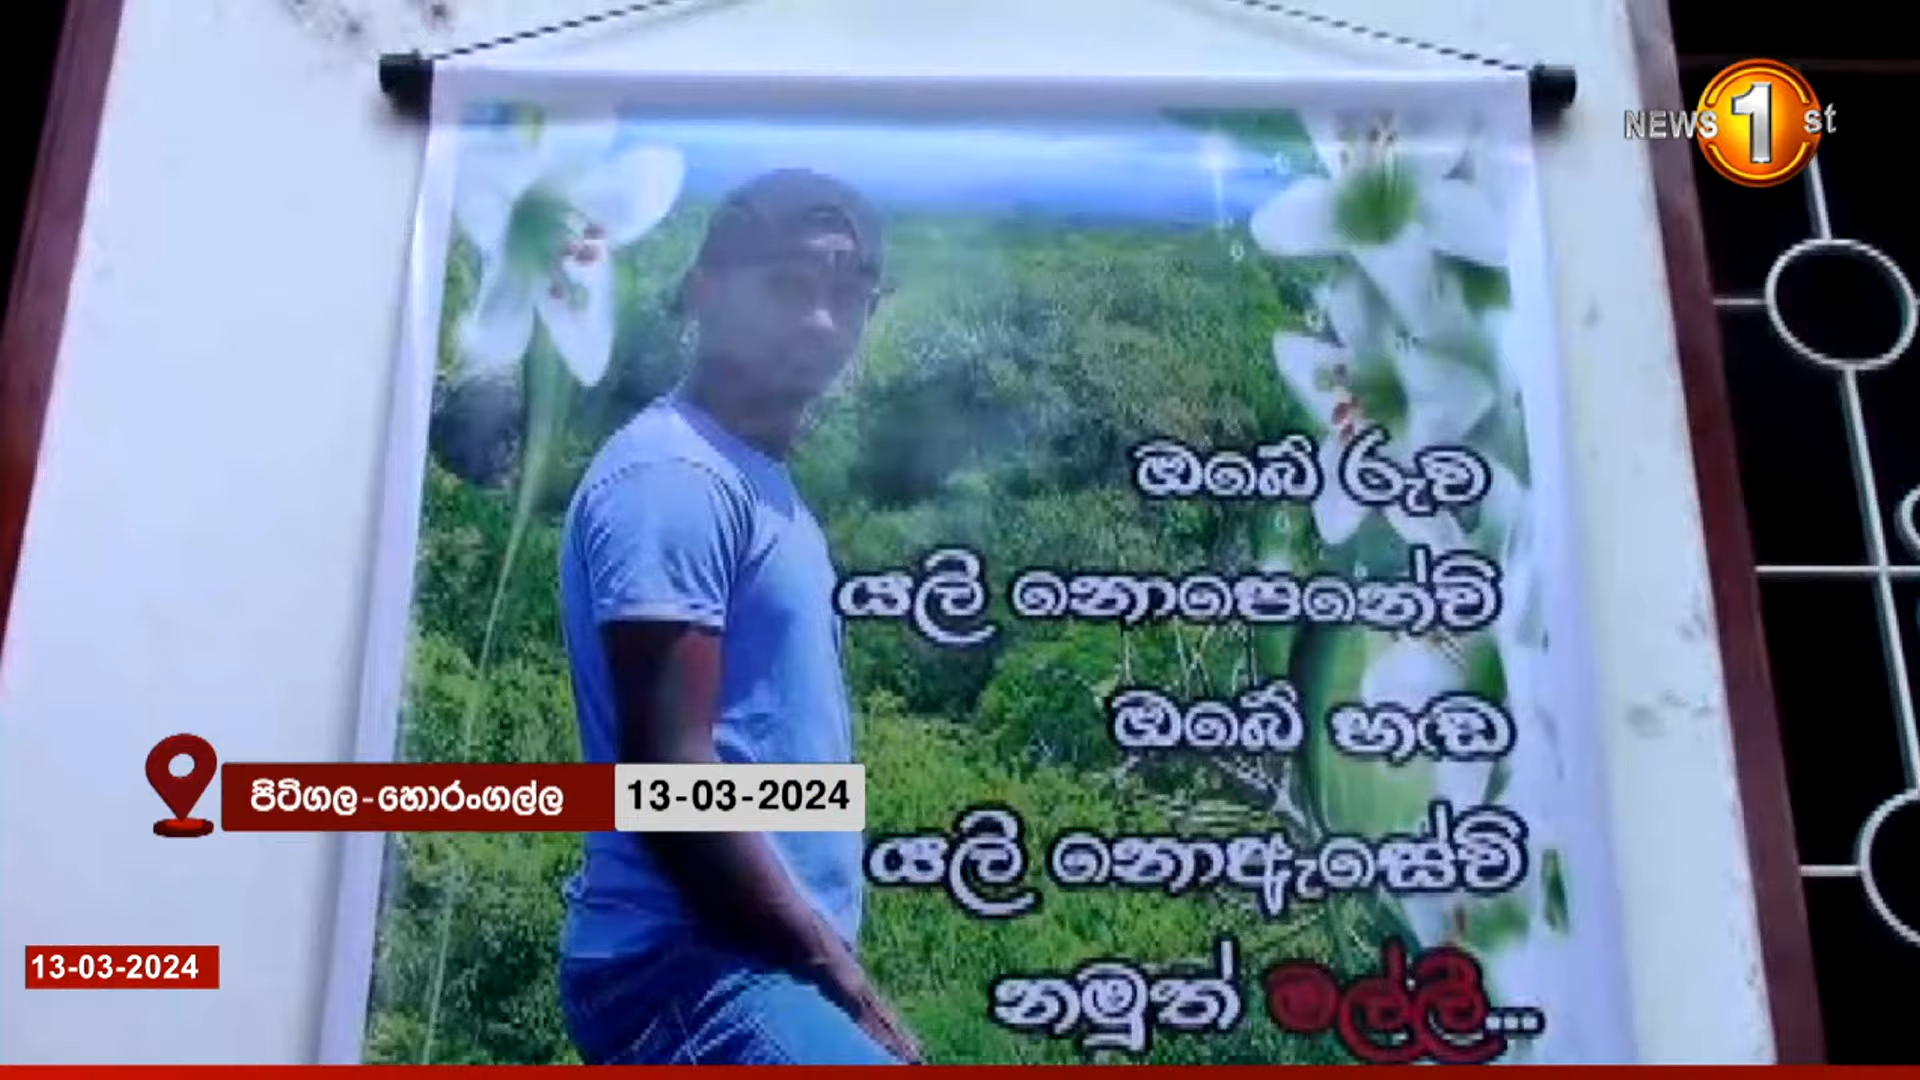 NEWS 1st
ඔබේ රුව
යලි නොපෙනේවි
ඔබේ හඬ
යලි නොඇසේවි
නමුත් මල්ලී...
පිටිගල-හොරංගල්ල 13-03-2024
13-03-2024